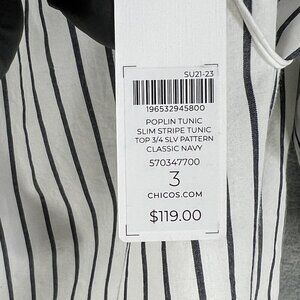 SU21-23
196532945800
POPLIN TUNIC
SLIM STRIPE TUNIC
TOP 3/4 SLV PATTERN
CLASSIC NAVY
570347700
3
CHICOS.COM
$119.00